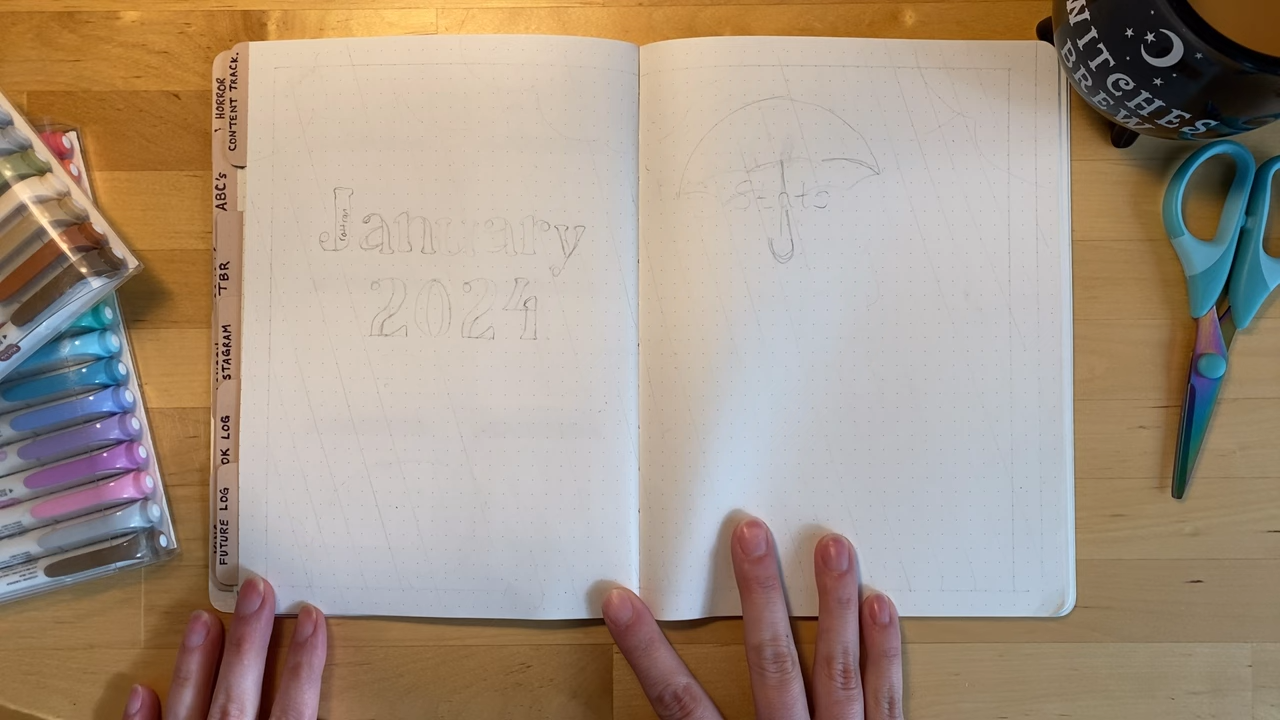 HORROR
CONTENT TRACK.
ABC's
TBR
STAGRAM
OK LOG
FUTURE LOG
January
2024
WITCHES
BREW